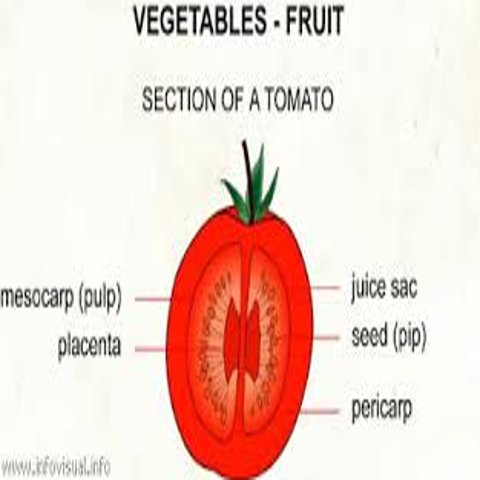 VEGETABLES - FRUIT
SECTION OF A TOMATO
mesocarp (pulp)
placenta
juice sac
seed (pip)
pericarp
www.infovisual.info